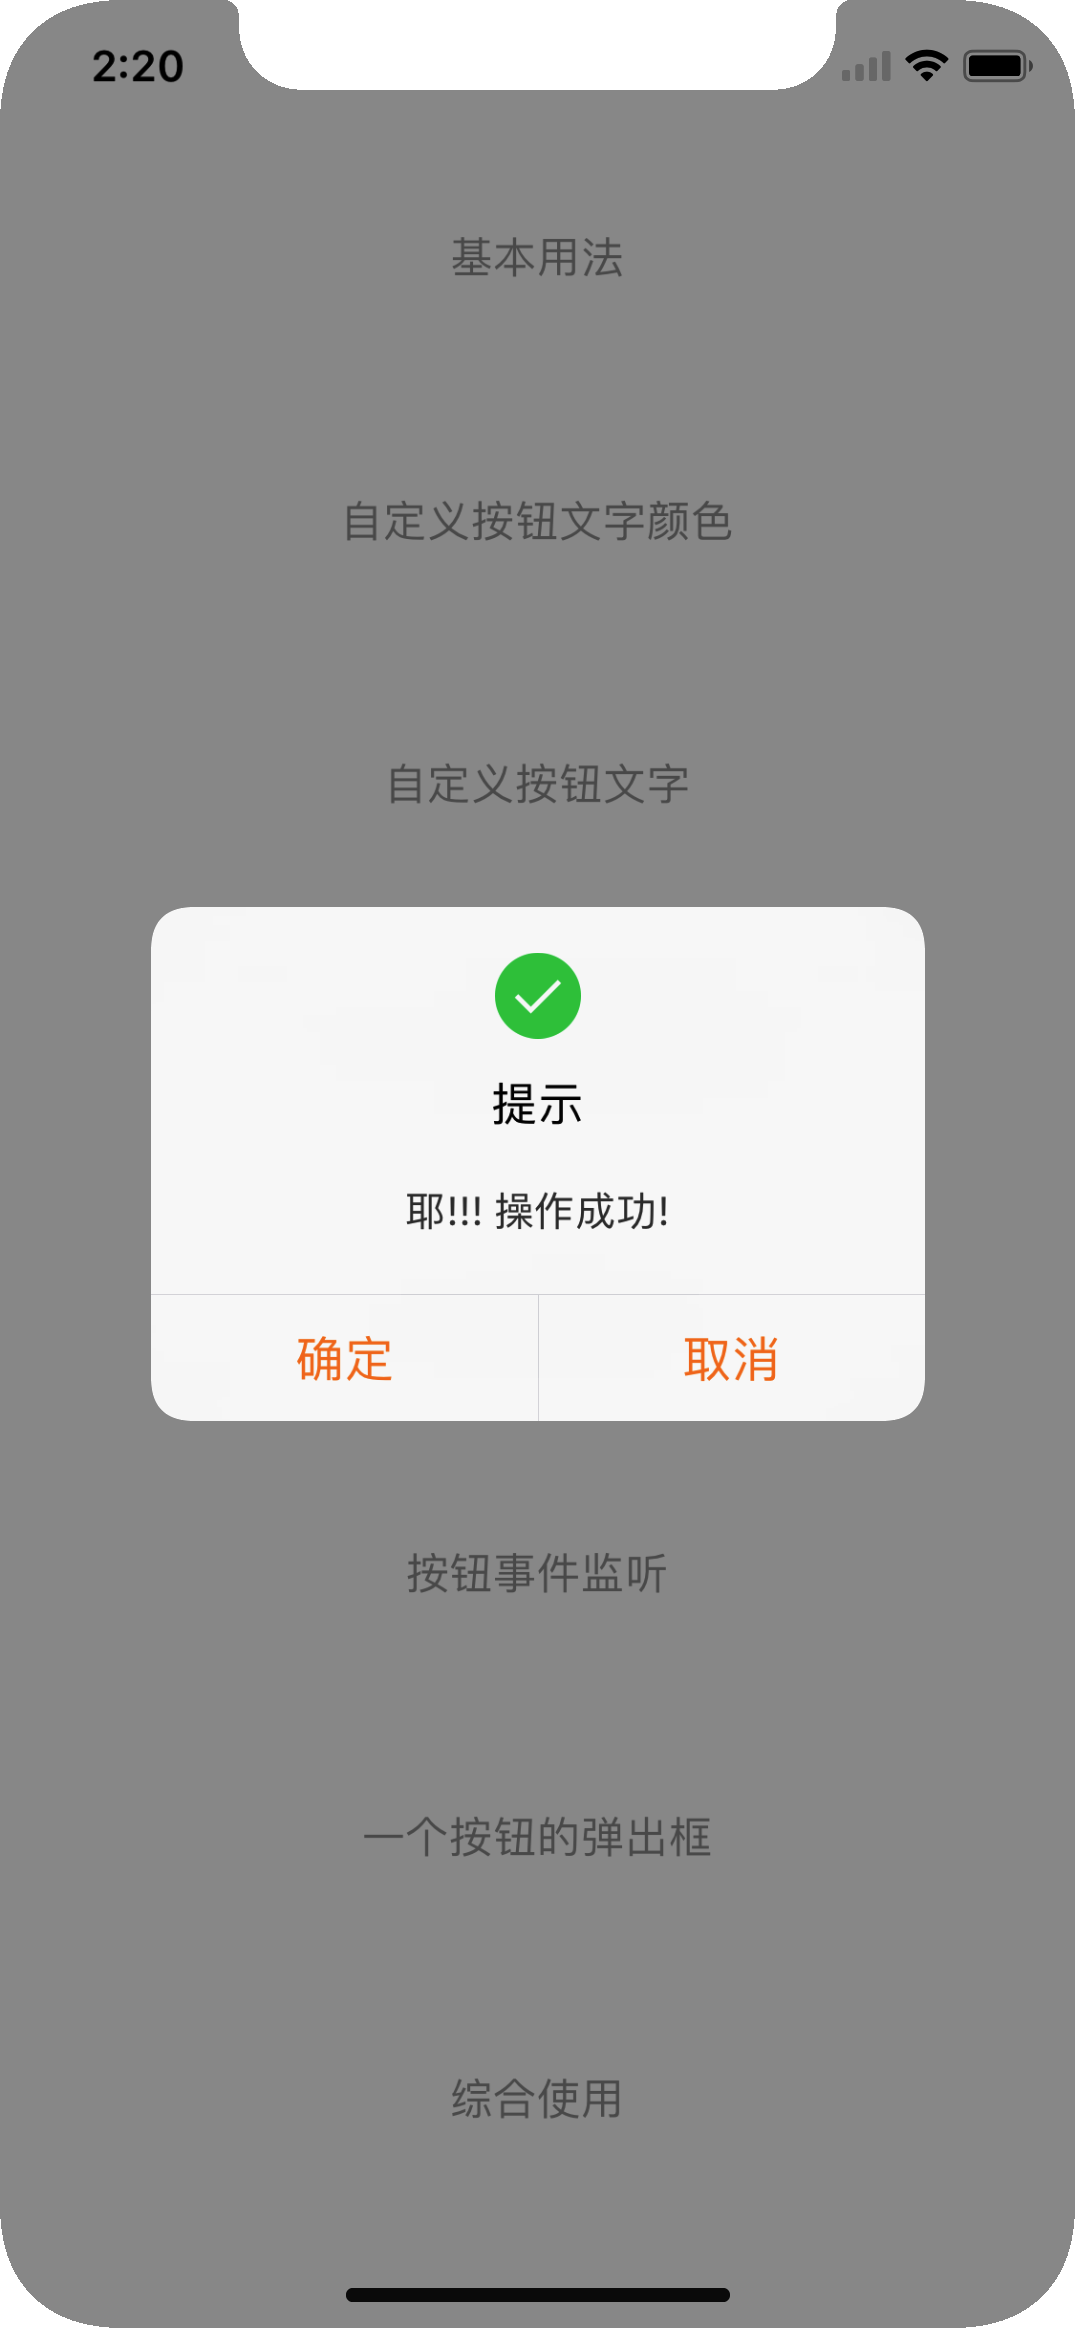 2:20
基本用法
自定义按钮文字颜色
自定义按钮文字
提示
耶!!! 操作成功!
确定
取消
按钮事件监听
一个按钮的弹出框
综合使用